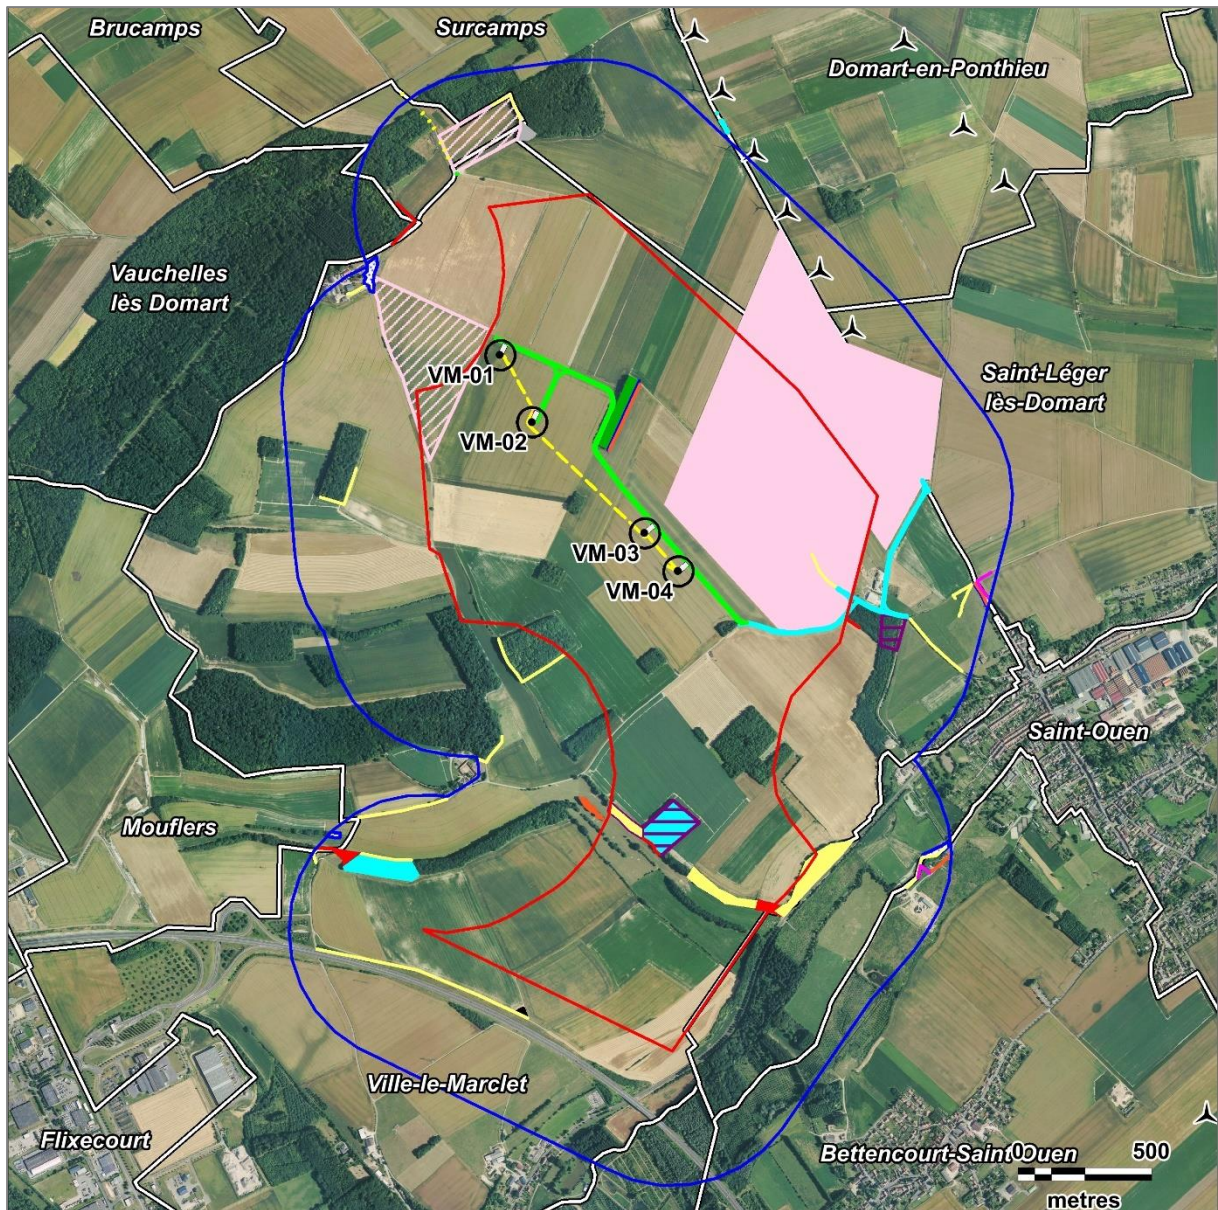 Brucamps
Surcamps
Domart-en-Ponthieu
Vauchelles
lès Domart
VM-01
Saint-Léger
lès-Domart
VM-02
VM-03
VM-04
Saint-Ouen
Mouflers
Ville-le-Marclet
Flixecourt
Bettencourt-Saint-Ouen
0 500
metres